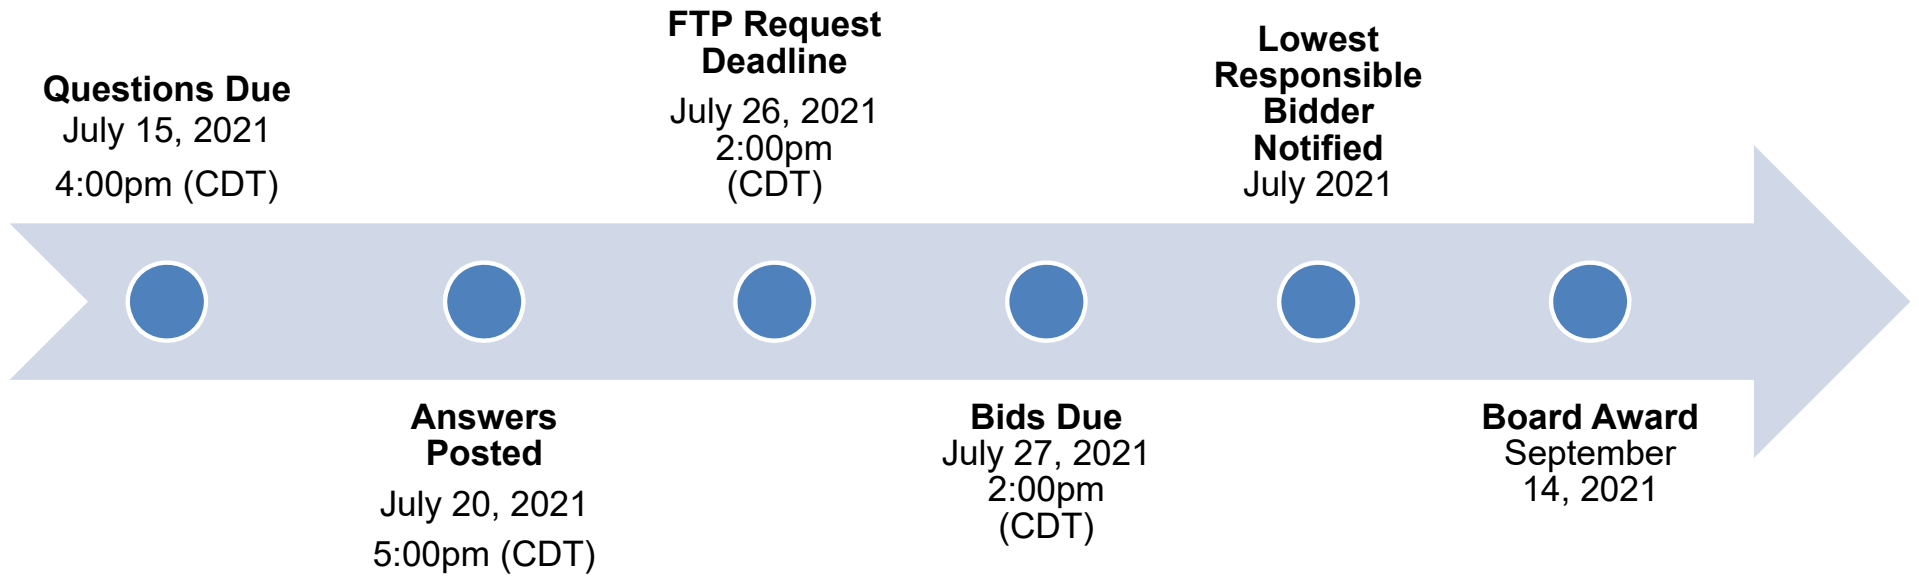 Questions Due
July 15, 2021
4:00pm (CDT)
Answers
Posted
July 20, 2021
5:00pm (CDT)
FTP Request
Deadline
July 26, 2021
2:00pm
(CDT)
Bids Due
July 27, 2021
2:00pm
(CDT)
Lowest
Responsible
Bidder
Notified
July 2021
Board Award
September
14, 2021